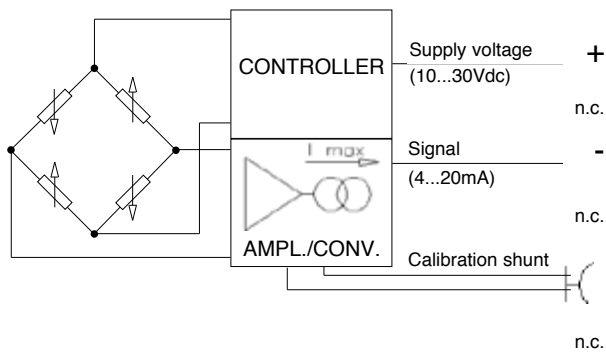 CONTROLLER
Supply voltage
+
(10...30Vdc)
n.c.
I max
Signal
-
(4...20mA)
n.c.
AMPL./CONV.
Calibration shunt
n.c.